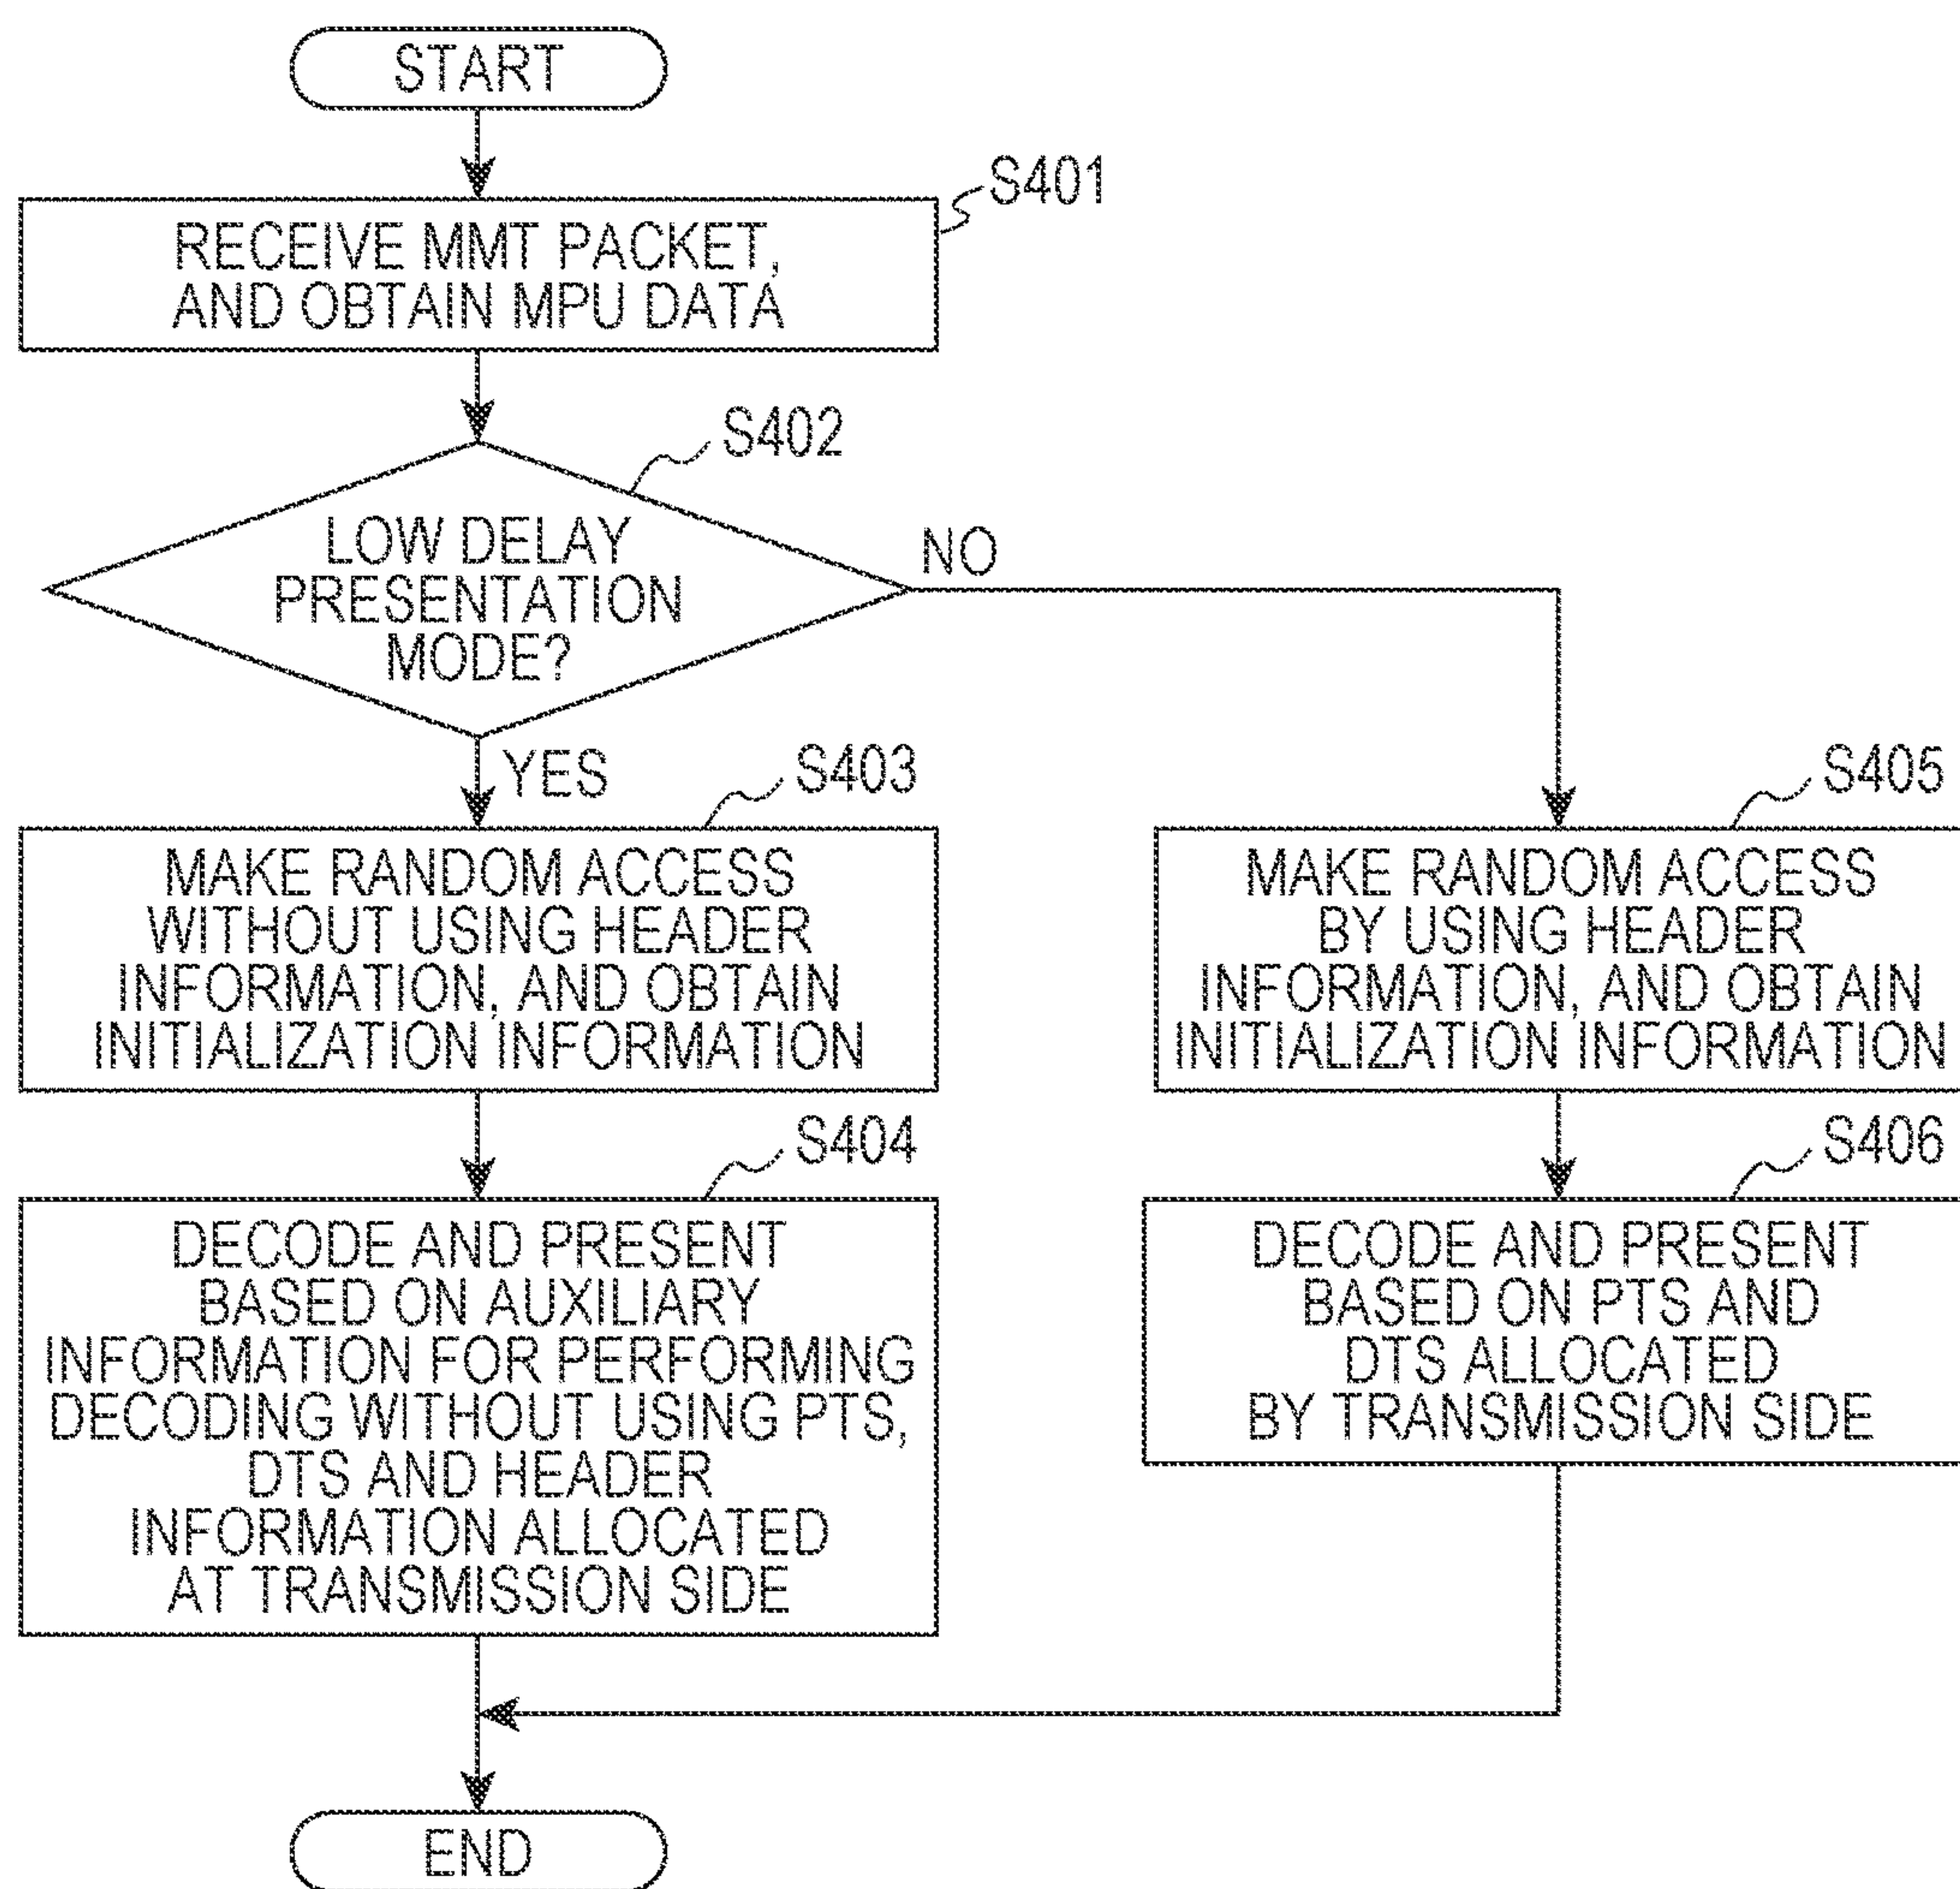 START
S401
RECEIVE MMT PACKET,
AND OBTAIN MPU DATA
S402
LOW DELAY
PRESENTATION
MODE?
NO
YES
S403
MAKE RANDOM ACCESS
WITHOUT USING HEADER
INFORMATION, AND OBTAIN
INITIALIZATION INFORMATION
S405
MAKE RANDOM ACCESS
BY USING HEADER
INFORMATION, AND OBTAIN
INITIALIZATION INFORMATION
S404
DECODE AND PRESENT
BASED ON AUXILIARY
INFORMATION FOR PERFORMING
DECODING WITHOUT USING PTS,
DTS AND HEADER
INFORMATION ALLOCATED
AT TRANSMISSION SIDE
S406
DECODE AND PRESENT
BASED ON PTS AND
DTS ALLOCATED
BY TRANSMISSION SIDE
END